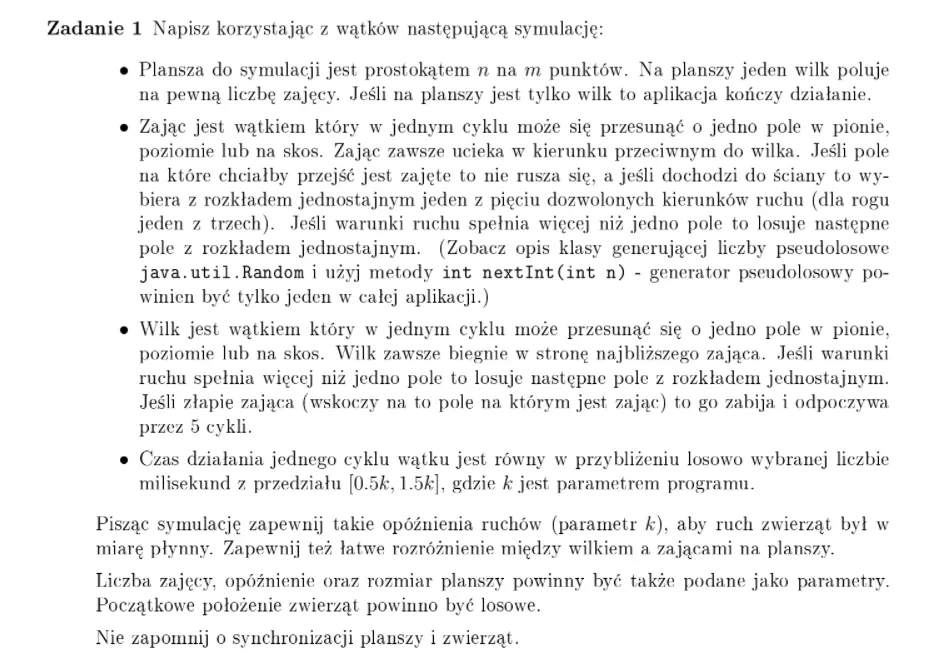 Zadanie 1 Napisz korzystając z wątków następującą symulację:
• Plansza do symulacji jest prostokątem n na m punktów. Na planszy jeden wilk poluje
na pewną liczbę zajęcy. Jeśli na planszy jest tylko wilk to aplikacja kończy działanie.
• Zając jest wątkiem który w jednym cyklu może się przesunąć o jedno pole w pionie,
poziomie lub na skos. Zając zawsze ucieka w kierunku przeciwnym do wilka. Jeśli pole
na które chciałby przejść jest zajęte to nie rusza się, a jeśli dochodzi do ściany to wy-
biera z rozkładem jednostajnym jeden z pięciu dozwolonych kierunków ruchu (dla rogu
jeden z trzech). Jeśli warunki ruchu spełnia więcej niż jedno pole to losuje następne
pole z rozkładem jednostajnym. (Zobacz opis klasy generującej liczby pseudolosowe
java.util.Random i użyj metody int nextInt(int n) - generator pseudolosowy po-
winien być tylko jeden w całej aplikacji.)
• Wilk jest wątkiem który w jednym cyklu może przesunąć się o jedno pole w pionie,
poziomie lub na skos. Wilk zawsze biegnie w stronę najbliższego zająca. Jeśli warunki
ruchu spełnia więcej niż jedno pole to losuje następne pole z rozkładem jednostajnym.
Jeśli złapie zająca (wskoczy na to pole na którym jest zając) to go zabija i odpoczywa
przez 5 cykli.
• Czas działania jednego cyklu wątku jest równy w przybliżeniu losowo wybranej liczbie
milisekund z przedziału [0.5k, 1.5k], gdzie k jest parametrem programu.
Pisząc symulację zapewnij takie opóźnienia ruchów (parametr k), aby ruch zwierząt był w
miarę płynny. Zapewnij też łatwe rozróżnienie między wilkiem a zającami na planszy.
Liczba zajęcy, opóźnienie oraz rozmiar planszy powinny być także podane jako parametry.
Początkowe położenie zwierząt powinno być losowe.
Nie zapomnij o synchronizacji planszy i zwierząt.